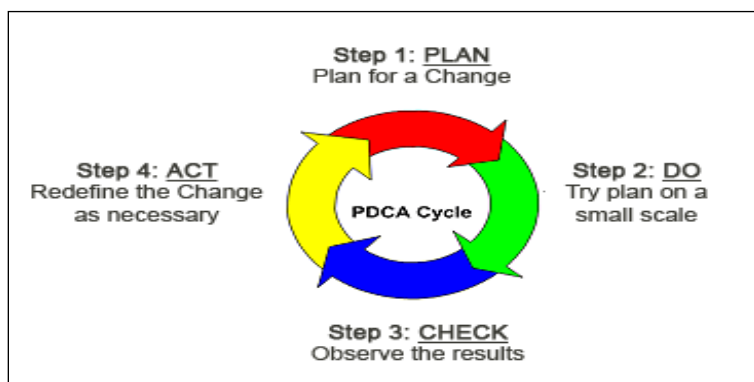 Step 1: PLAN
Plan for a Change
Step 2: DO
Try plan on a
small scale
Step 3: CHECK
Observe the results
Step 4: ACT
Redefine the Change
as necessary
PDCA Cycle